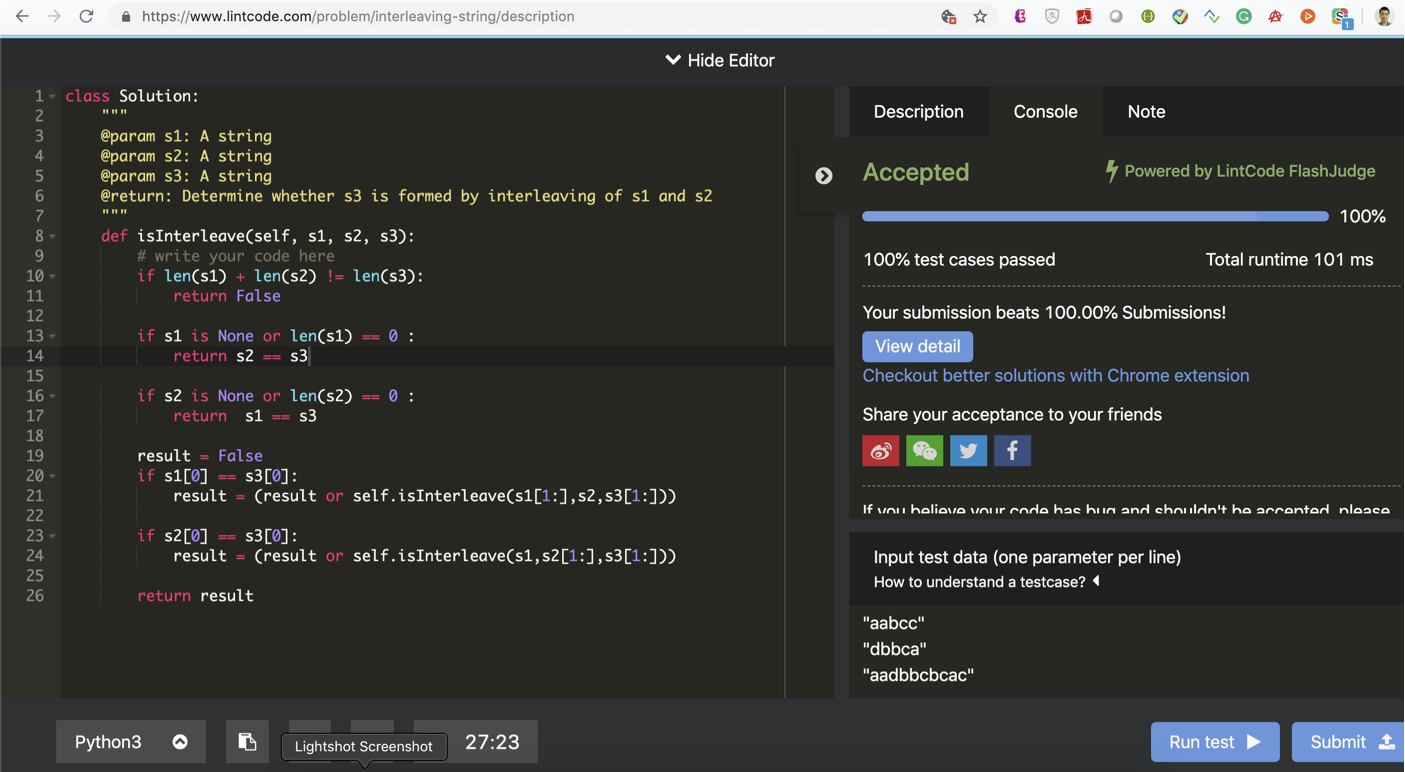 https://www.lintcode.com/problem/interleaving-string/description
1
Hide Editor
1 class Solution:
2 """
3 @param s1: A string
4 @param s2: A string
5 @param s3: A string
6 @return: Determine whether s3 is formed by interleaving of s1 and s2
7 """
8 def isInterleave(self, s1, s2, s3):
9 # write your code here
10 if len(s1) + len(s2) != len(s3):
11 return False
12
13 if s1 is None or len(s1) == 0 :
14 return s2 == s3
15
16 if s2 is None or len(s2) == 0 :
17 return  s1 == s3
18
19 result = False
20 if s1[0] == s3[0]:
21 result = (result or self.isInterleave(s1[1:],s2,s3[1:]))
22
23 if s2[0] == s3[0]:
24 result = (result or self.isInterleave(s1,s2[1:],s3[1:]))
25
26 return result
Description Console Note
Accepted Powered by LintCode FlashJudge
100%
100% test cases passed Total runtime 101 ms
Your submission beats 100.00% Submissions!
View detail
Checkout better solutions with Chrome extension
Share your acceptance to your friends
If you believe your code has bug and shouldn't be accepted, please
Input test data (one parameter per line)
How to understand a testcase?
"aabcc"
"dbbca"
"aadbbcbcac"
Python3 Lightshot Screenshot 27:23 Run test Submit